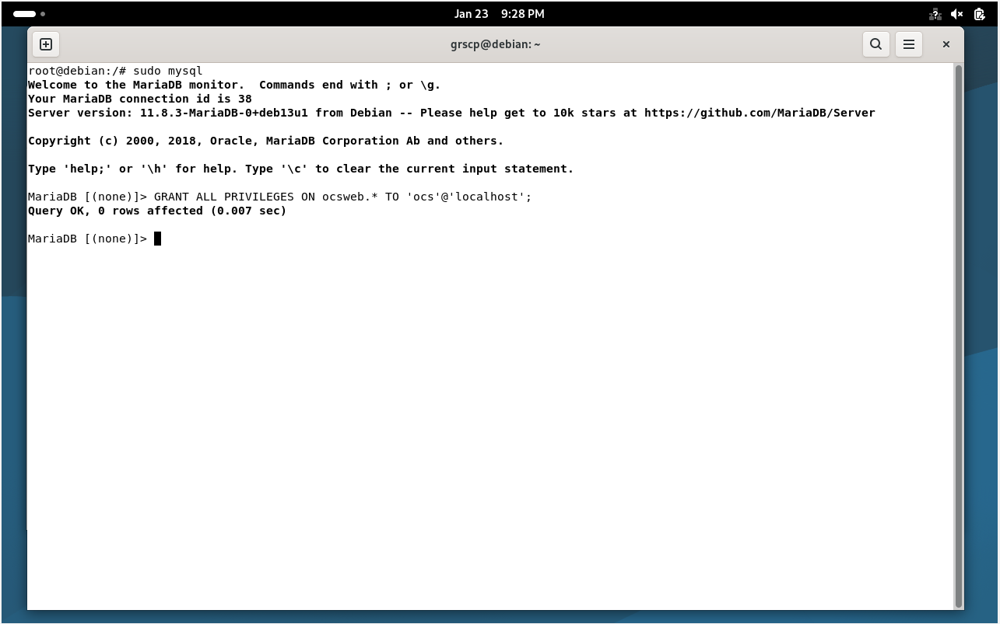 Jan 23 9:28 PM
grscp@debian: ~
root@debian:/# sudo mysql
Welcome to the MariaDB monitor.  Commands end with ; or \g.
Your MariaDB connection id is 38
Server version: 11.8.3-MariaDB-0+deb13u1 from Debian -- Please help get to 10k stars at https://github.com/MariaDB/Server
Copyright (c) 2000, 2018, Oracle, MariaDB Corporation Ab and others.
Type 'help;' or '\h' for help. Type '\c' to clear the current input statement.
MariaDB [(none)]> GRANT ALL PRIVILEGES ON ocsweb.* TO 'ocs'@'localhost';
Query OK, 0 rows affected (0.007 sec)
MariaDB [(none)]>